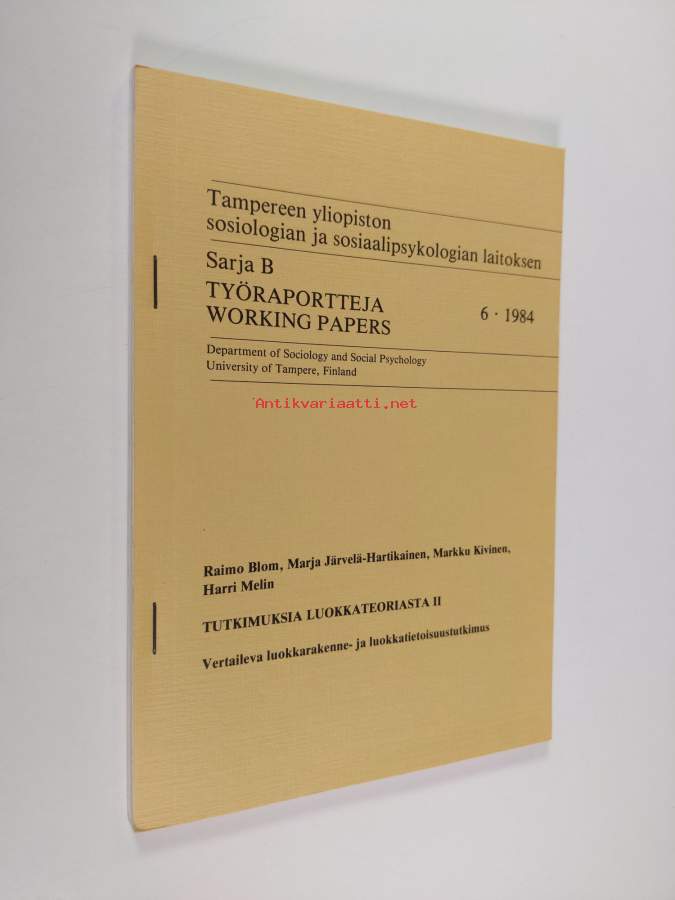 Tampereen yliopiston
sosiologian ja sosiaalipsykologian laitoksen
Sarja B
TYÖRAPORTTEJA
WORKING PAPERS
6 · 1984
Department of Sociology and Social Psychology
University of Tampere, Finland
Antikvariaatti.net
Raimo Blom, Marja Järvelä-Hartikainen, Markku Kivinen,
Harri Melin
TUTKIMUKSIA LUOKKATEORIASTA II
Vertaileva luokkarakenne- ja luokkatietoisuustutkimus